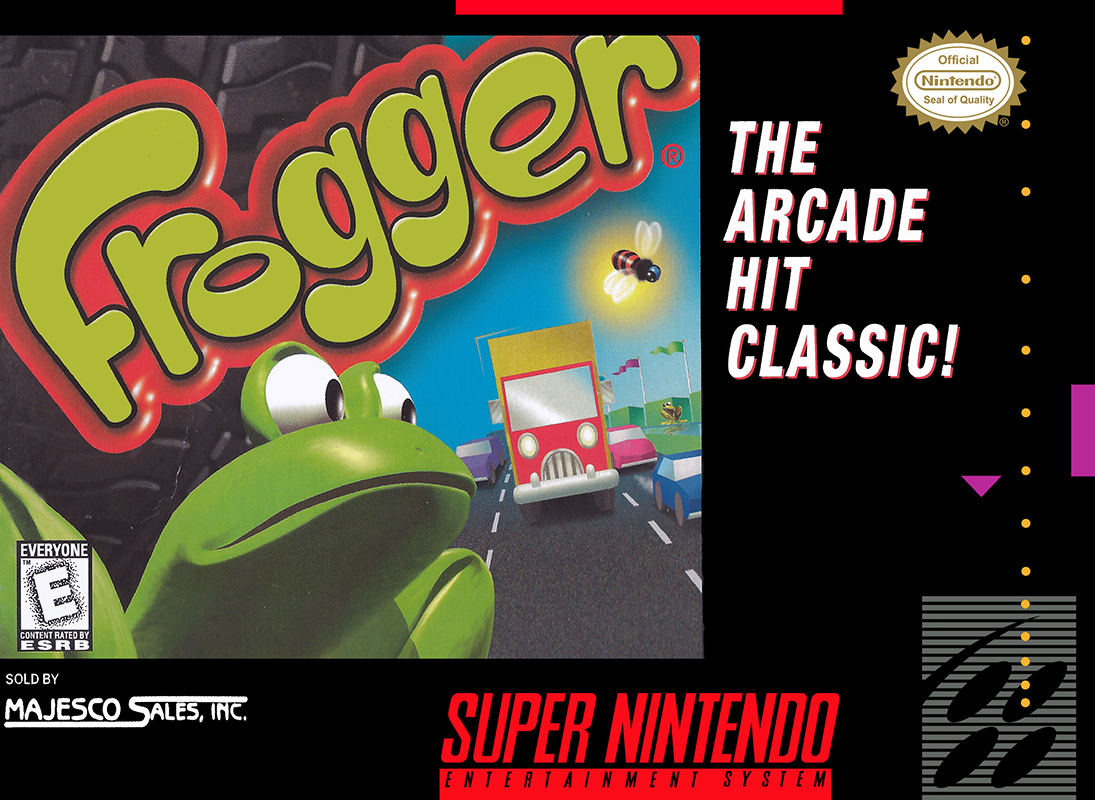 Frogger®
Official
Nintendo®
Seal of Quality
®
THE
ARCADE
HIT
CLASSIC!
EVERYONE
TM
E
CONTENT RATED BY
ESRB
SOLD BY
MAJESCO SALES, INC.
SUPER NINTENDO
ENTERTAINMENT SYSTEM